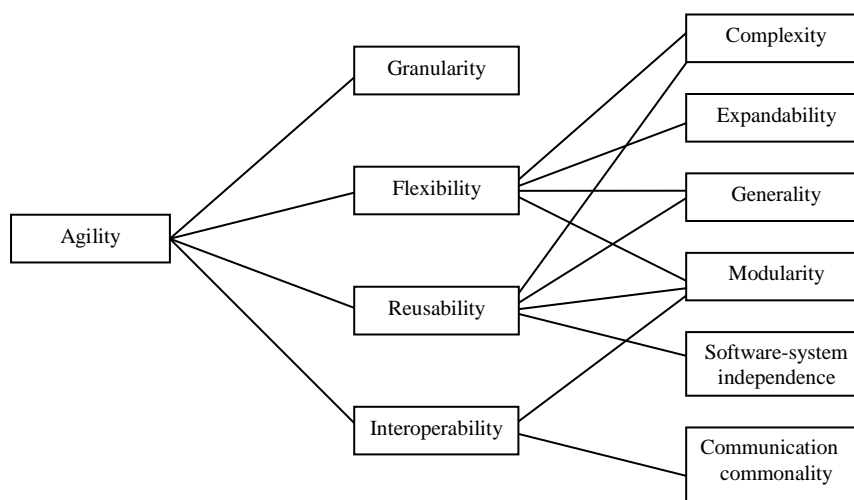 Agility
Granularity
Flexibility
Reusability
Interoperability
Complexity
Expandability
Generality
Modularity
Software-system
independence
Communication
commonality